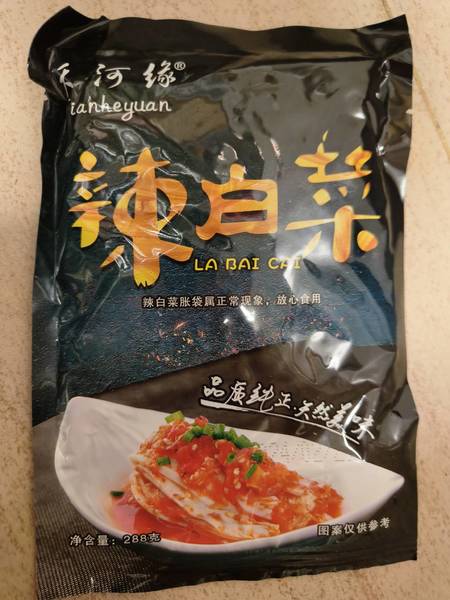 天河缘®
Tianheyuan
辣白菜
LA BAI CAI
辣白菜胀袋属正常现象，放心食用
品质纯正天然美味
图案仅供参考
净含量：288克